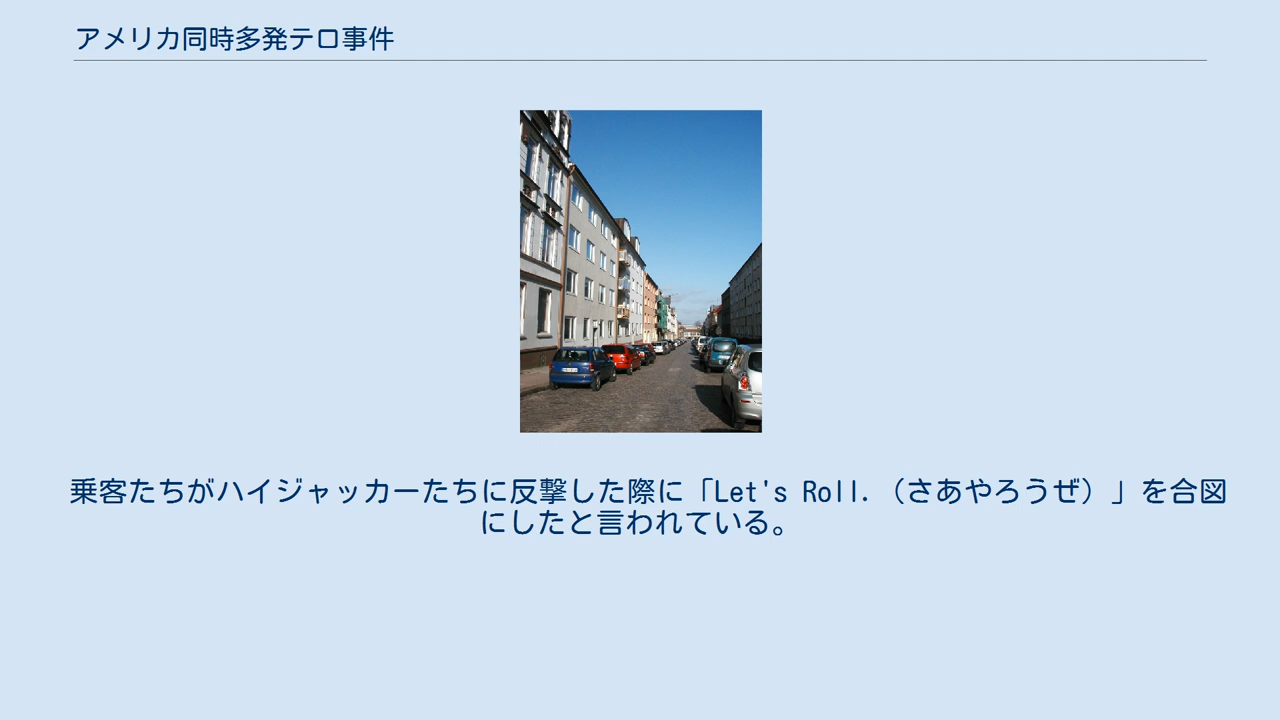 アメリカ同時多発テロ事件
乗客たちがハイジャッカーたちに反撃した際に「Let's Roll.（さあやろうぜ）」を合図
にしたと言われている。